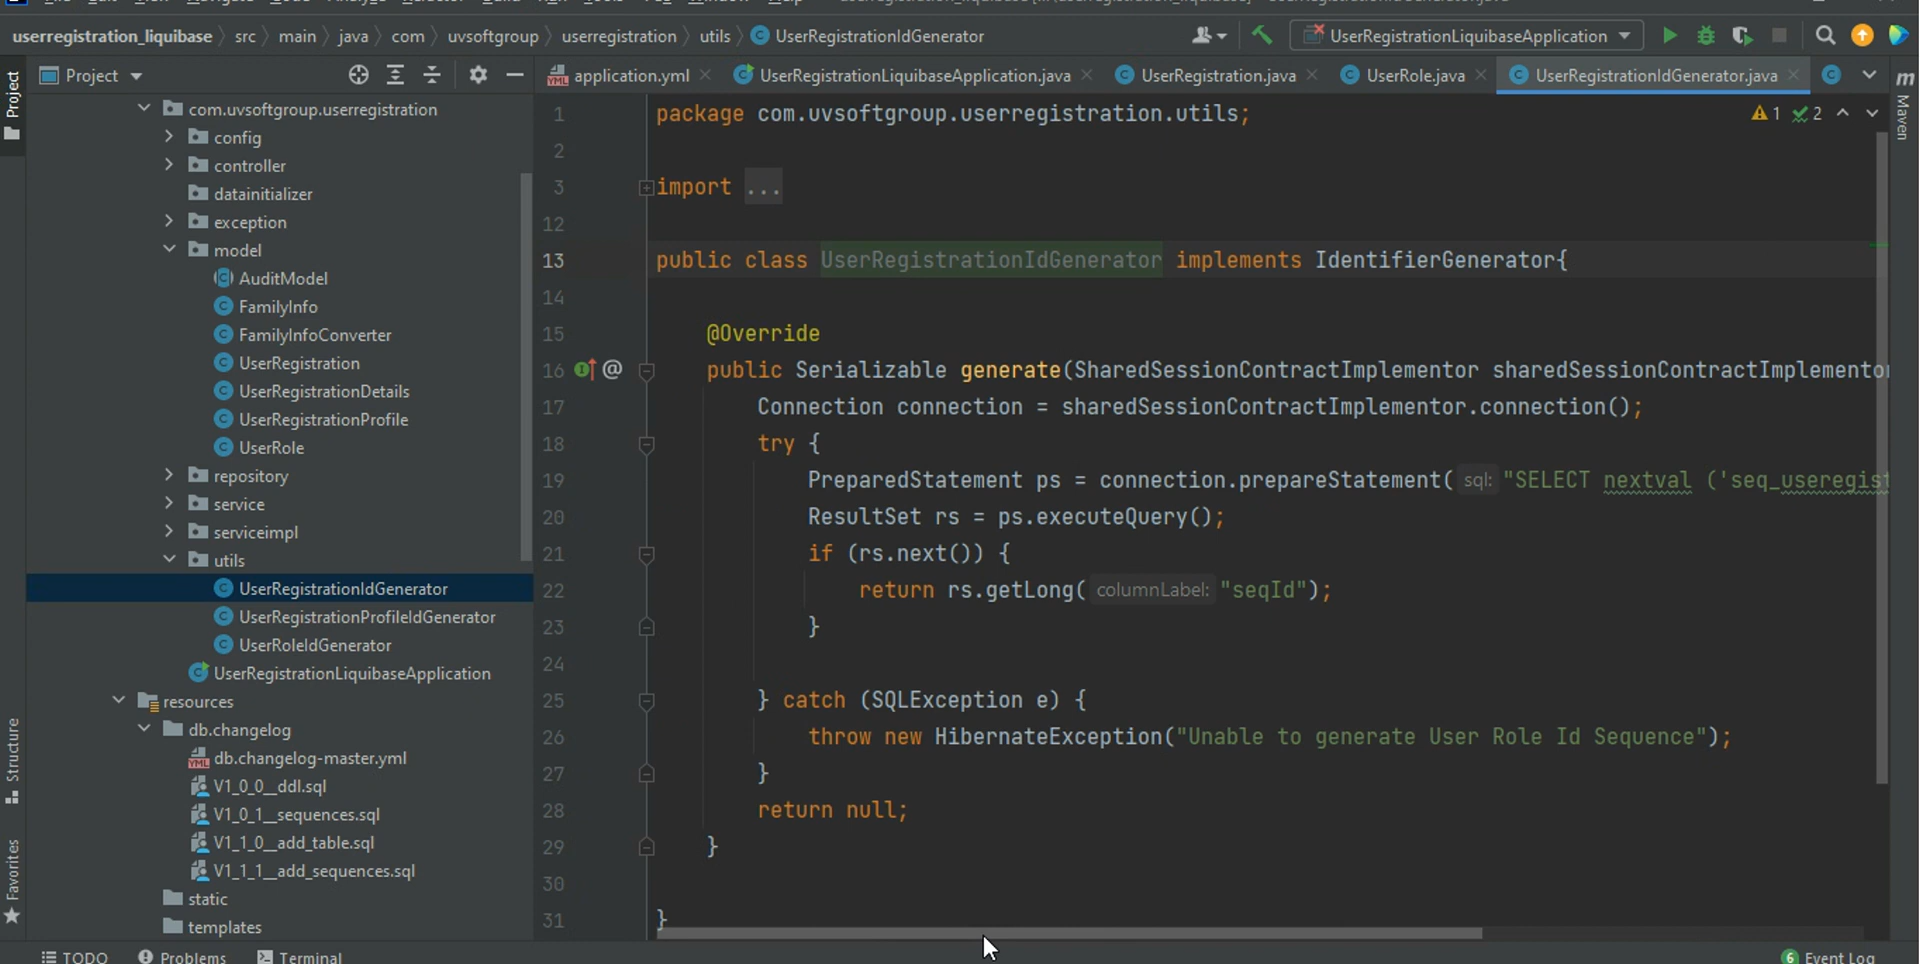 userregistration_liquibase src main java com uvsoftgroup userregistration utils UserRegistrationIdGenerator
UserRegistrationLiquibaseApplication
Project
application.yml UserRegistrationLiquibaseApplication.java UserRegistration.java UserRole.java UserRegistrationIdGenerator.java
Project
Structure
Favorites
com.uvsoftgroup.userregistration
config
controller
datainitializer
exception
model
AuditModel
FamilyInfo
FamilyInfoConverter
UserRegistration
UserRegistrationDetails
UserRegistrationProfile
UserRole
repository
service
serviceimpl
utils
UserRegistrationIdGenerator
UserRegistrationProfileIdGenerator
UserRoleIdGenerator
UserRegistrationLiquibaseApplication
resources
db.changelog
db.changelog-master.yml
V1_0_0__ddl.sql
V1_0_1__sequences.sql
V1_1_0__add_table.sql
V1_1_1__add_sequences.sql
static
templates
1 package com.uvsoftgroup.userregistration.utils;
2
3 import ...
12
13 public class UserRegistrationIdGenerator implements IdentifierGenerator{
14
15 @Override
16 @ public Serializable generate(SharedSessionContractImplementor sharedSessionContractImplemento
17 Connection connection = sharedSessionContractImplementor.connection();
18 try {
19 PreparedStatement ps = connection.prepareStatement( sql: "SELECT nextval ('seq_useregist
20 ResultSet rs = ps.executeQuery();
21 if (rs.next()) {
22 return rs.getLong( columnLabel: "seqId");
23 }
24
25 } catch (SQLException e) {
26 throw new HibernateException("Unable to generate User Role Id Sequence");
27 }
28 return null;
29 }
30
31 }
1 2
m
Maven
TODO Problems Terminal
6 Event Log